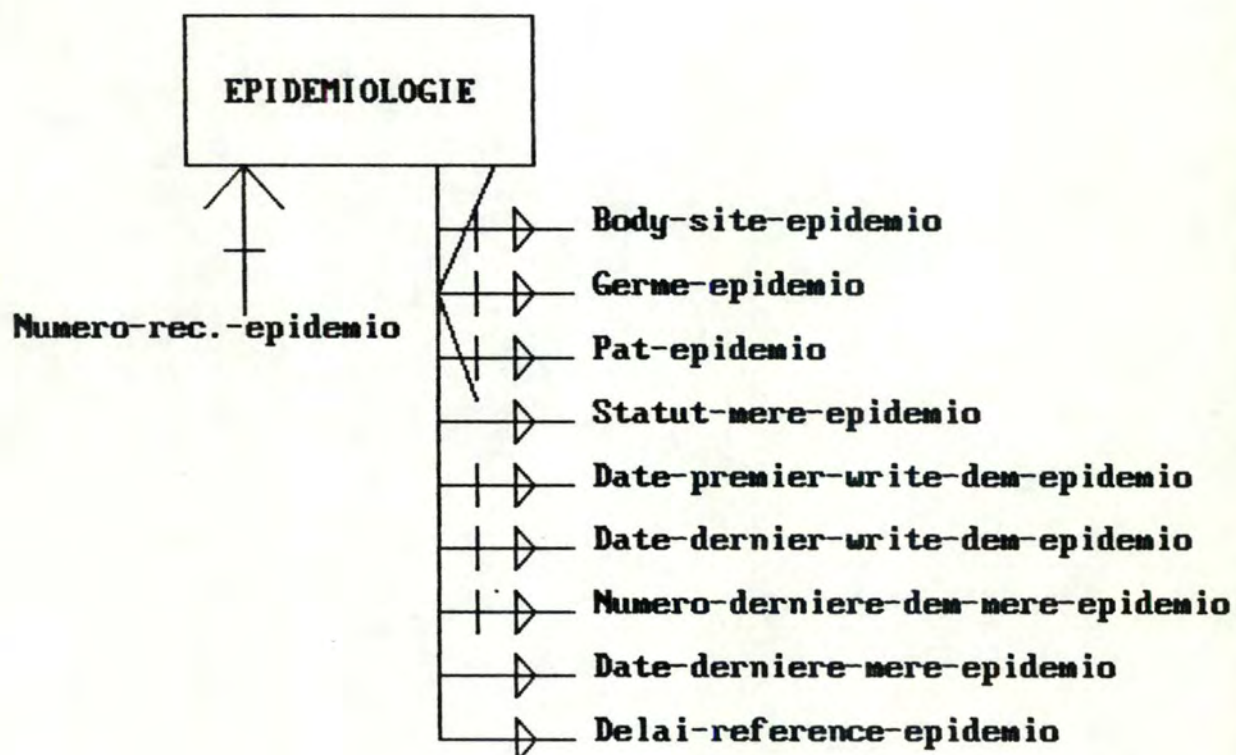 EPIDEMIOLOGIE
Body-site-epidemio
Germe-epidemio
Numero-rec.-epidemio
Pat-epidemio
Statut-mere-epidemio
Date-premier-write-dem-epidemio
Date-dernier-write-dem-epidemio
Numero-derniere-dem-mere-epidemio
Date-derniere-mere-epidemio
Delai-reference-epidemio